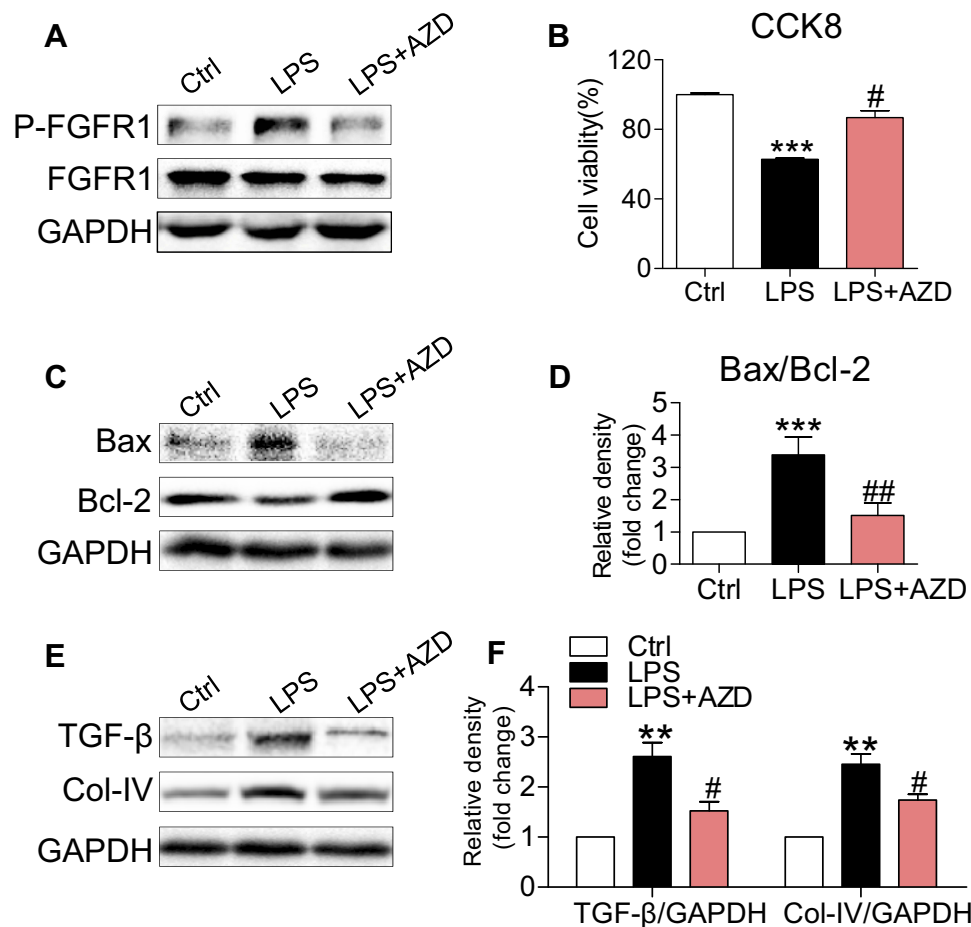 A
Ctrl
LPS
LPS+AZD
P-FGFR1
FGFR1
GAPDH
B
CCK8
Cell viablity(%)
120
80
40
0
***
#
Ctrl
LPS
LPS+AZD
C
Ctrl
LPS
LPS+AZD
Bax
Bcl-2
GAPDH
D
Bax/Bcl-2
Relative density
(fold change)
5
4
3
2
1
0
***
##
Ctrl
LPS
LPS+AZD
E
Ctrl
LPS
LPS+AZD
TGF-β
Col-IV
GAPDH
F
Ctrl
LPS
LPS+AZD
Relative density
(fold change)
4
3
2
1
0
**
#
**
#
TGF-β/GAPDH
Col-IV/GAPDH